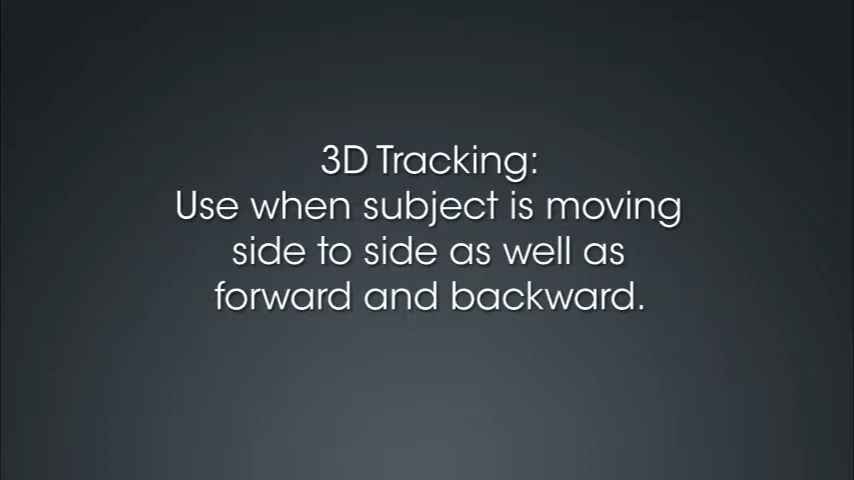 3D Tracking:
Use when subject is moving
side to side as well as
forward and backward.